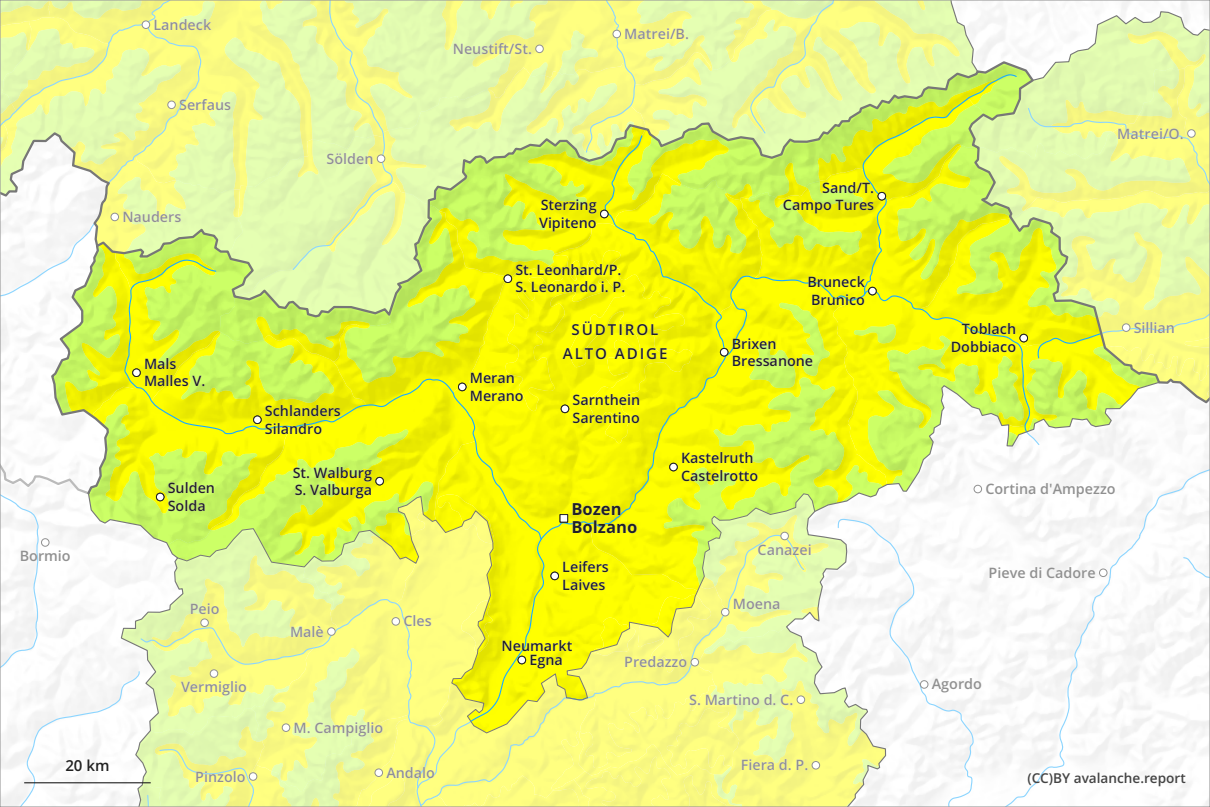 Landeck
Matrei/B.
Neustift/St.
Serfaus
Matrei/O.
Sölden
Sand/T.
Campo Tures
Nauders
Sterzing
Vipiteno
St. Leonhard/P.
S. Leonardo i. P.
Bruneck
Brunico
SÜDTIROL
ALTO ADIGE
Toblach
Dobbiaco
Sillian
Brixen
Bressanone
Mals
Malles V.
Meran
Merano
Sarnthein
Sarentino
Schlanders
Silandro
Kastelruth
Castelrotto
St. Walburg
S. Valburga
Sulden
Solda
Cortina d'Ampezzo
Bozen
Bolzano
Bormio
Canazei
Leifers
Laives
Pieve di Cadore
Peio
Moena
Cles
Malè
Neumarkt
Egna
Predazzo
Vermiglio
Agordo
S. Martino d. C.
M. Campiglio
Fiera d. P.
20 km
Pinzolo
Andalo
(CC)BY avalanche.report